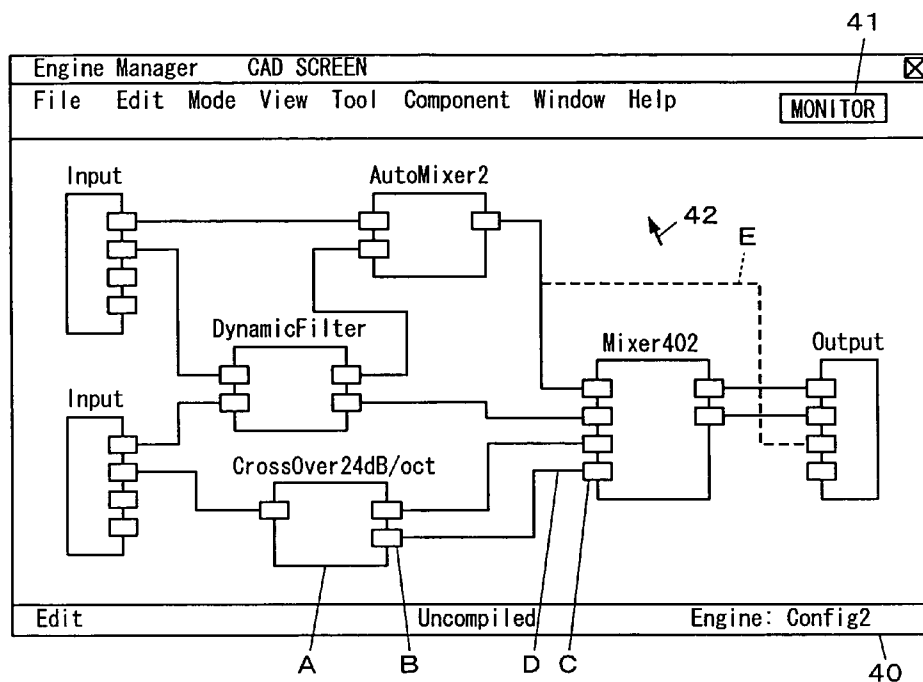 41
Engine Manager CAD SCREEN
File Edit Mode View Tool Component Window Help MONITOR
Input
AutoMixer2
42
E
DynamicFilter
Mixer402
Output
Input
CrossOver24dB/oct
Edit Uncompiled Engine: Config2
A B D C
40